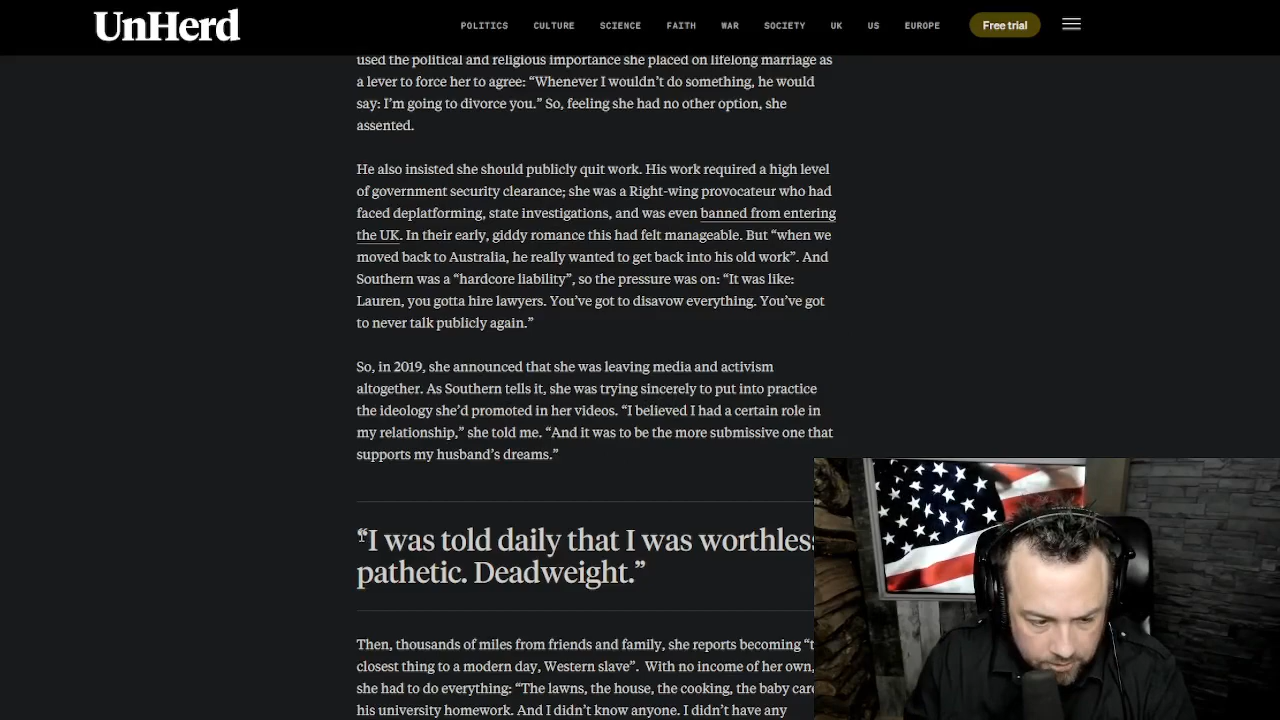 UnHerd
POLITICS CULTURE SCIENCE FAITH WAR SOCIETY UK US EUROPE Free trial
used the political and religious importance she placed on lifelong marriage as
a lever to force her to agree: “Whenever I wouldn’t do something, he would
say: I’m going to divorce you.” So, feeling she had no other option, she
assented.
He also insisted she should publicly quit work. His work required a high level
of government security clearance; she was a Right-wing provocateur who had
faced deplatforming, state investigations, and was even banned from entering
the UK. In their early, giddy romance this had felt manageable. But “when we
moved back to Australia, he really wanted to get back into his old work”. And
Southern was a “hardcore liability”, so the pressure was on: “It was like:
Lauren, you gotta hire lawyers. You’ve got to disavow everything. You’ve got
to never talk publicly again.”
So, in 2019, she announced that she was leaving media and activism
altogether. As Southern tells it, she was trying sincerely to put into practice
the ideology she’d promoted in her videos. “I believed I had a certain role in
my relationship,” she told me. “And it was to be the more submissive one that
supports my husband’s dreams.”
“I was told daily that I was worthless
pathetic. Deadweight.”
Then, thousands of miles from friends and family, she reports becoming
closest thing to a modern day, Western slave”. With no income of her own,
she had to do everything: “The lawns, the house, the cooking, the baby care
his university homework. And I didn’t know anyone. I didn’t have any